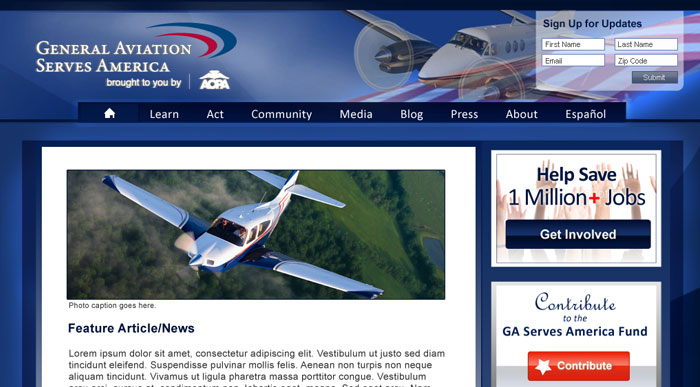 GENERAL AVIATION
SERVES AMERICA
brought to you by AOPA
Sign Up for Updates
First Name Last Name
Email Zip Code
Submit
Learn Act Community Media Blog Press About Español
Help Save
1 Million+ Jobs
Get Involved
Photo caption goes here.
Feature Article/News
Lorem ipsum dolor sit amet, consectetur adipiscing elit. Vestibulum ut justo sed diam
tincidunt eleifend. Suspendisse pulvinar mollis felis. Aenean non turpis non neque
aliquam tincidunt. Vivamus ut ligula pharetra massa porttitor congue. Vestibulum
Contribute
to the
GA Serves America Fund
Contribute